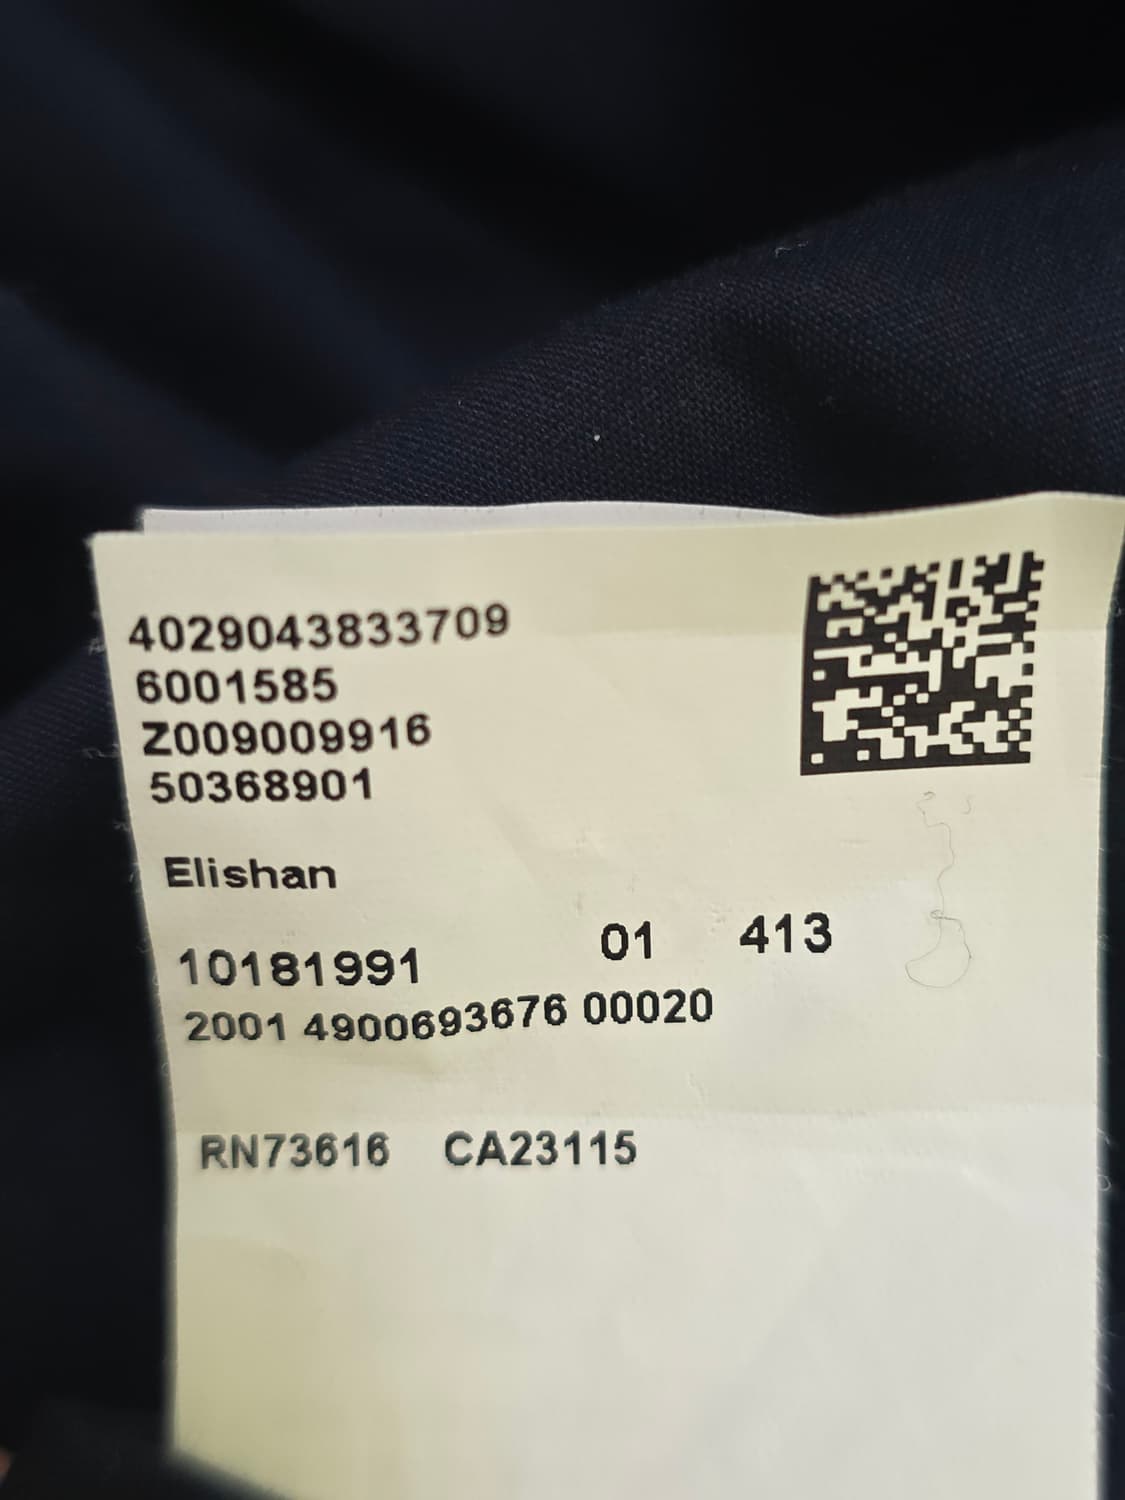 4029043833709
6001585
Z009009916
50368901
Elishan
10181991 01 413
2001 4900693676 00020
RN73616 CA23115